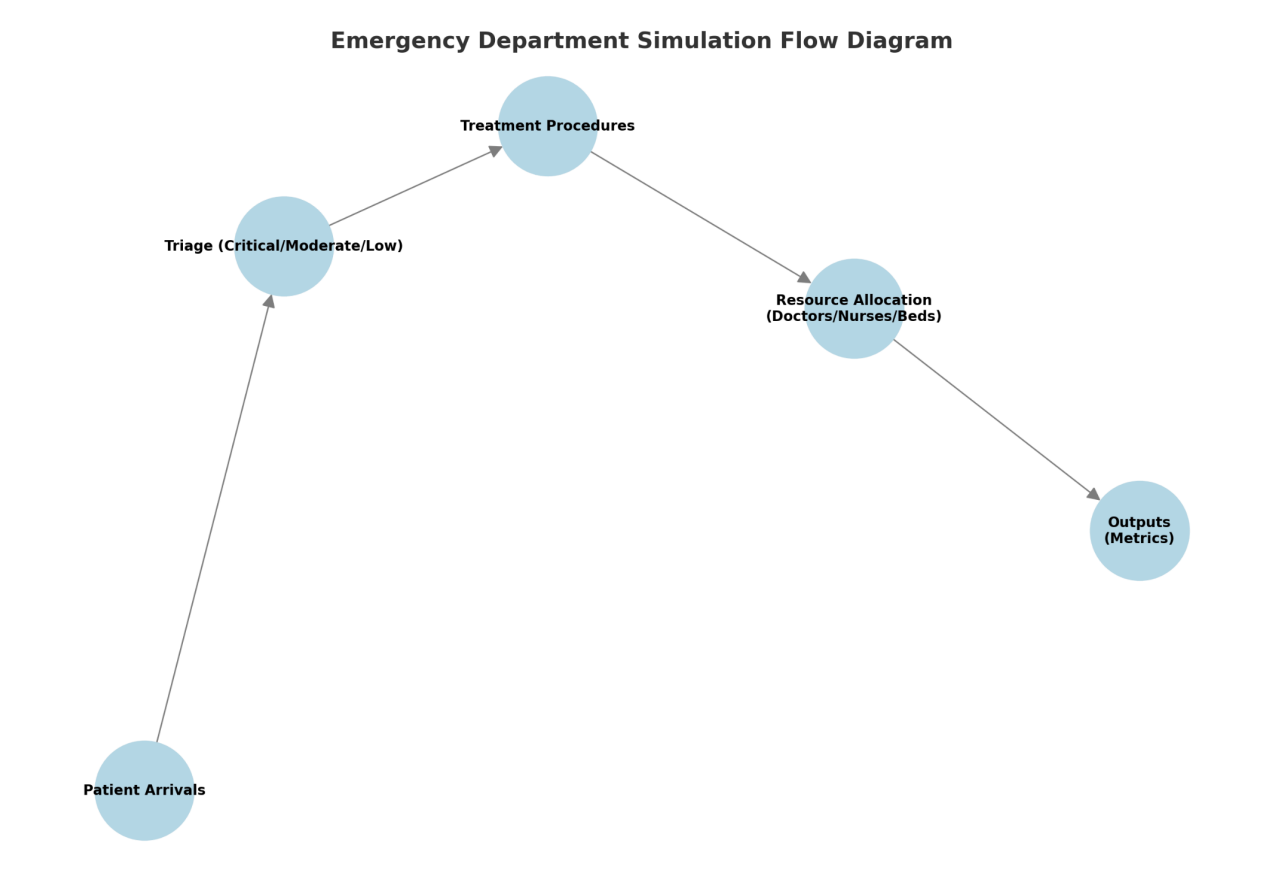 Emergency Department Simulation Flow Diagram
Treatment Procedures
Triage (Critical/Moderate/Low)
Resource Allocation
(Doctors/Nurses/Beds)
Outputs
(Metrics)
Patient Arrivals